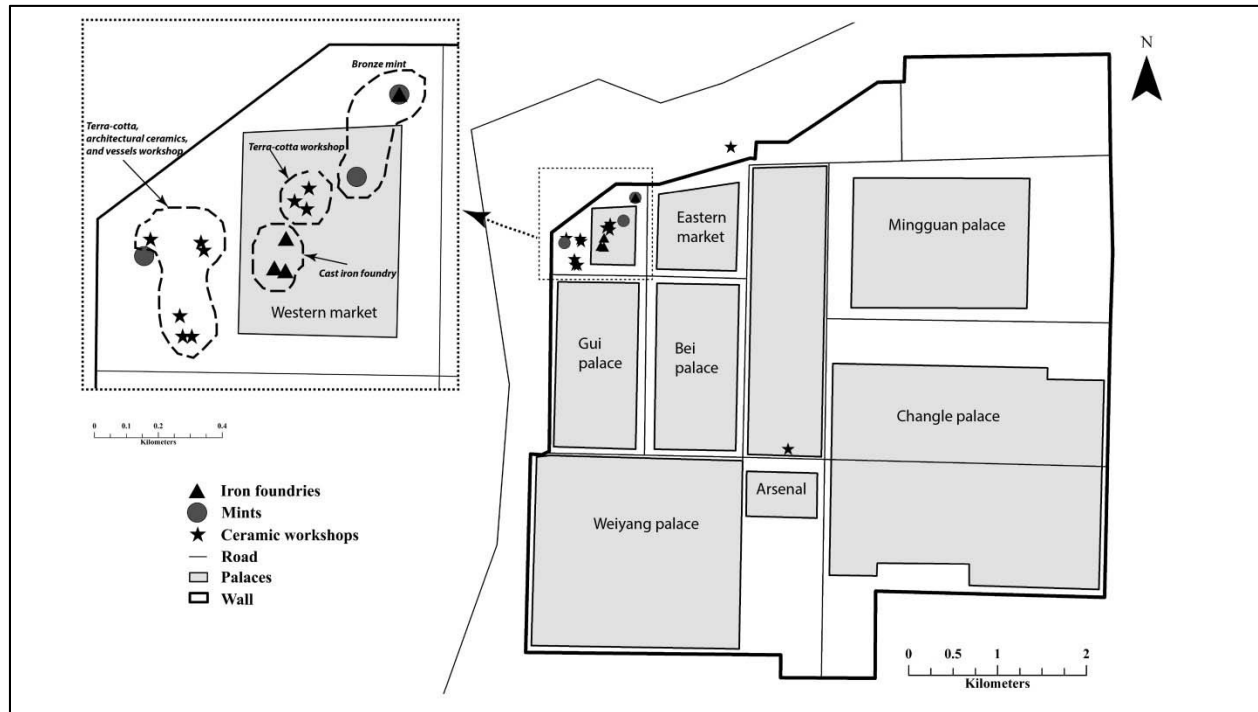 Bronze mint
Terra-cotta,
architectural ceramics,
and vessels workshop
Terra-cotta workshop
Cast iron foundry
Western market
0 0.1 0.2 0.4
Kilometers
Iron foundries
Mints
Ceramic workshops
Road
Palaces
Wall
N
Eastern
market
Mingguan palace
Gui
palace
Bei
palace
Changle palace
Arsenal
Weiyang palace
0 0.5 1 2
Kilometers